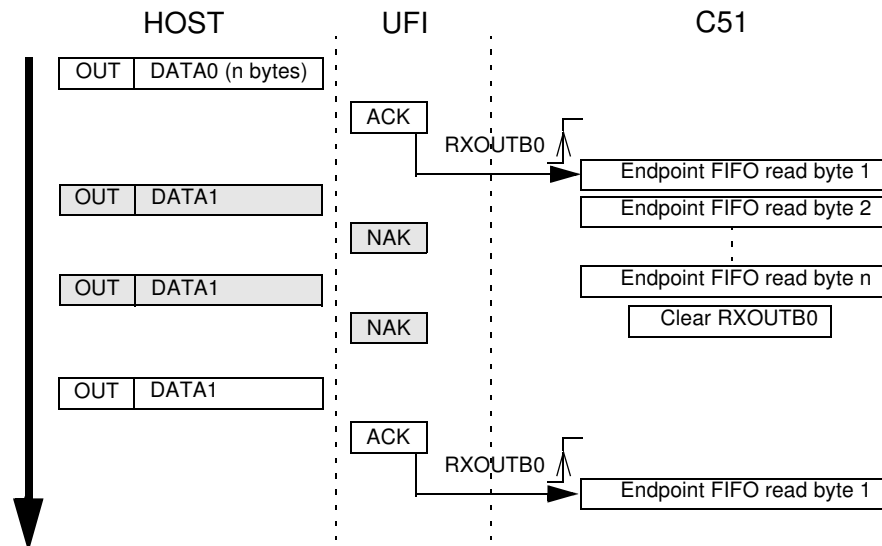 HOST UFI C51
OUT DATA0 (n bytes)
ACK
RXOUTB0
Endpoint FIFO read byte 1
OUT DATA1
Endpoint FIFO read byte 2
NAK
OUT DATA1
Endpoint FIFO read byte n
NAK
Clear RXOUTB0
OUT DATA1
ACK
RXOUTB0
Endpoint FIFO read byte 1